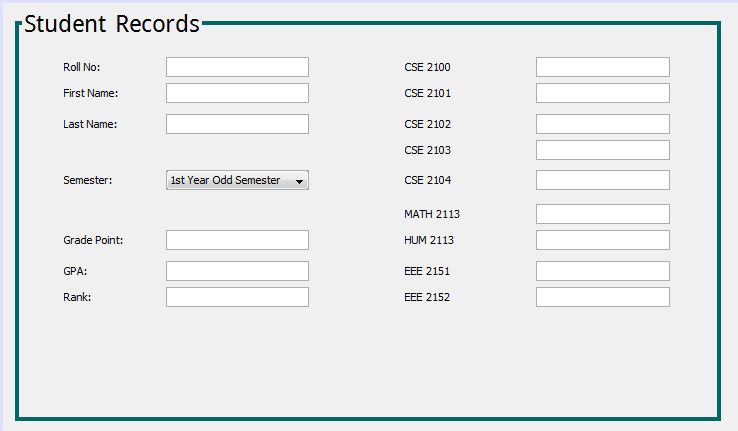 Student Records
Roll No:
First Name:
Last Name:
Semester:
1st Year Odd Semester
Grade Point:
GPA:
Rank:
CSE 2100
CSE 2101
CSE 2102
CSE 2103
CSE 2104
MATH 2113
HUM 2113
EEE 2151
EEE 2152